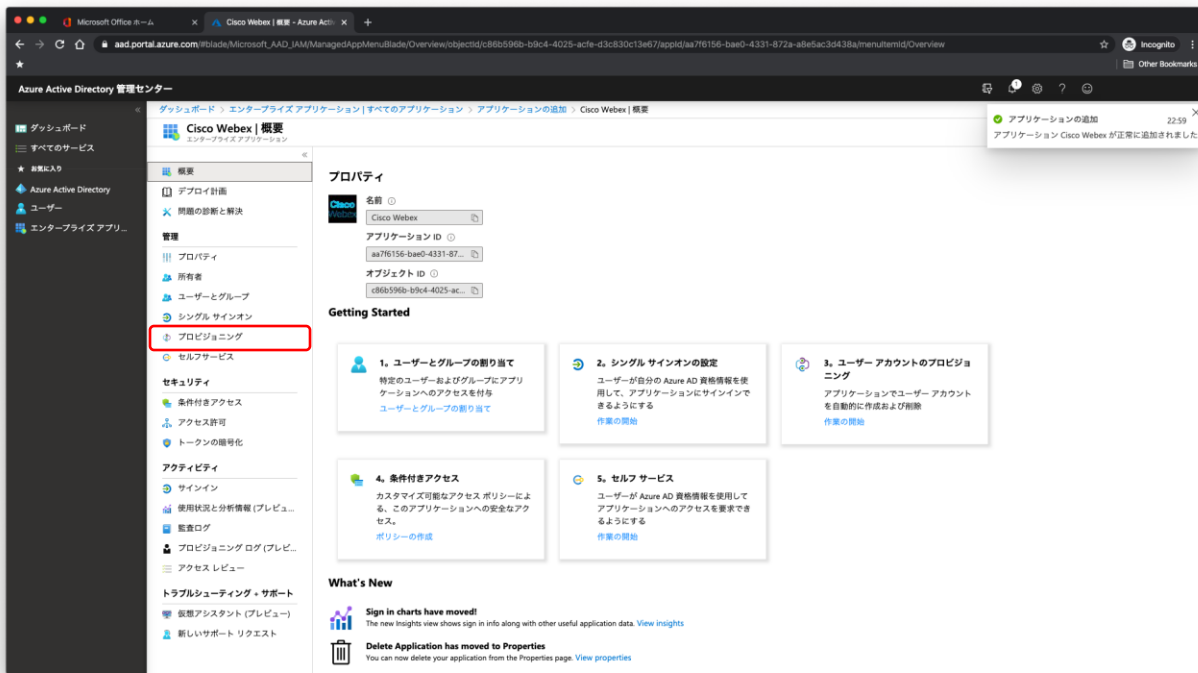 Microsoft Office ホーム
Cisco Webex | 概要 - Azure Activ
aad.portal.azure.com/#blade/Microsoft_AAD_IAM/ManagedAppMenuBlade/Overview/objectId/c86b596b-b9c4-4025-acfe-d3c830c13e67/appId/aa7f6156-bae0-4331-872a-a8e5ac3d438a/menuItemId/Overview
Incognito
Other Bookmarks
Azure Active Directory 管理センター
1
ダッシュボード > エンタープライズ アプリケーション | すべてのアプリケーション > アプリケーションの追加 > Cisco Webex | 概要
Cisco Webex | 概要
エンタープライズ アプリケーション
アプリケーションの追加
22:59
アプリケーション Cisco Webex が正常に追加されました
ダッシュボード
すべてのサービス
お気に入り
Azure Active Directory
ユーザー
エンタープライズ アプリ...
概要
デプロイ計画
問題の診断と解決
管理
プロパティ
所有者
ユーザーとグループ
シングル サインオン
プロビジョニング
セルフサービス
セキュリティ
条件付きアクセス
アクセス許可
トークンの暗号化
アクティビティ
サインイン
使用状況と分析情報 (プレビュ...
監査ログ
プロビジョニング ログ (プレビ...
アクセス レビュー
トラブルシューティング + サポート
仮想アシスタント (プレビュー)
新しいサポート リクエスト
プロパティ
Cisco
Webex
名前
Cisco Webex
アプリケーション ID
aa7f6156-bae0-4331-87...
オブジェクト ID
c86b596b-b9c4-4025-ac...
Getting Started
1。ユーザーとグループの割り当て
特定のユーザーおよびグループにアプリ
ケーションへのアクセスを付与
ユーザーとグループの割り当て
2。シングル サインオンの設定
ユーザーが自分の Azure AD 資格情報を使
用して、アプリケーションにサインインで
きるようにする
作業の開始
3。ユーザー アカウントのプロビジョ
ニング
アプリケーションでユーザー アカウント
を自動的に作成および削除
作業の開始
4。条件付きアクセス
カスタマイズ可能なアクセス ポリシーによ
る、このアプリケーションへの安全なアク
セス。
ポリシーの作成
5。セルフ サービス
ユーザーが Azure AD 資格情報を使用して
アプリケーションへのアクセスを要求でき
るようにする
作業の開始
What's New
Sign in charts have moved!
The new Insights view shows sign in info along with other useful application data. View insights
Delete Application has moved to Properties
You can now delete your application from the Properties page. View properties